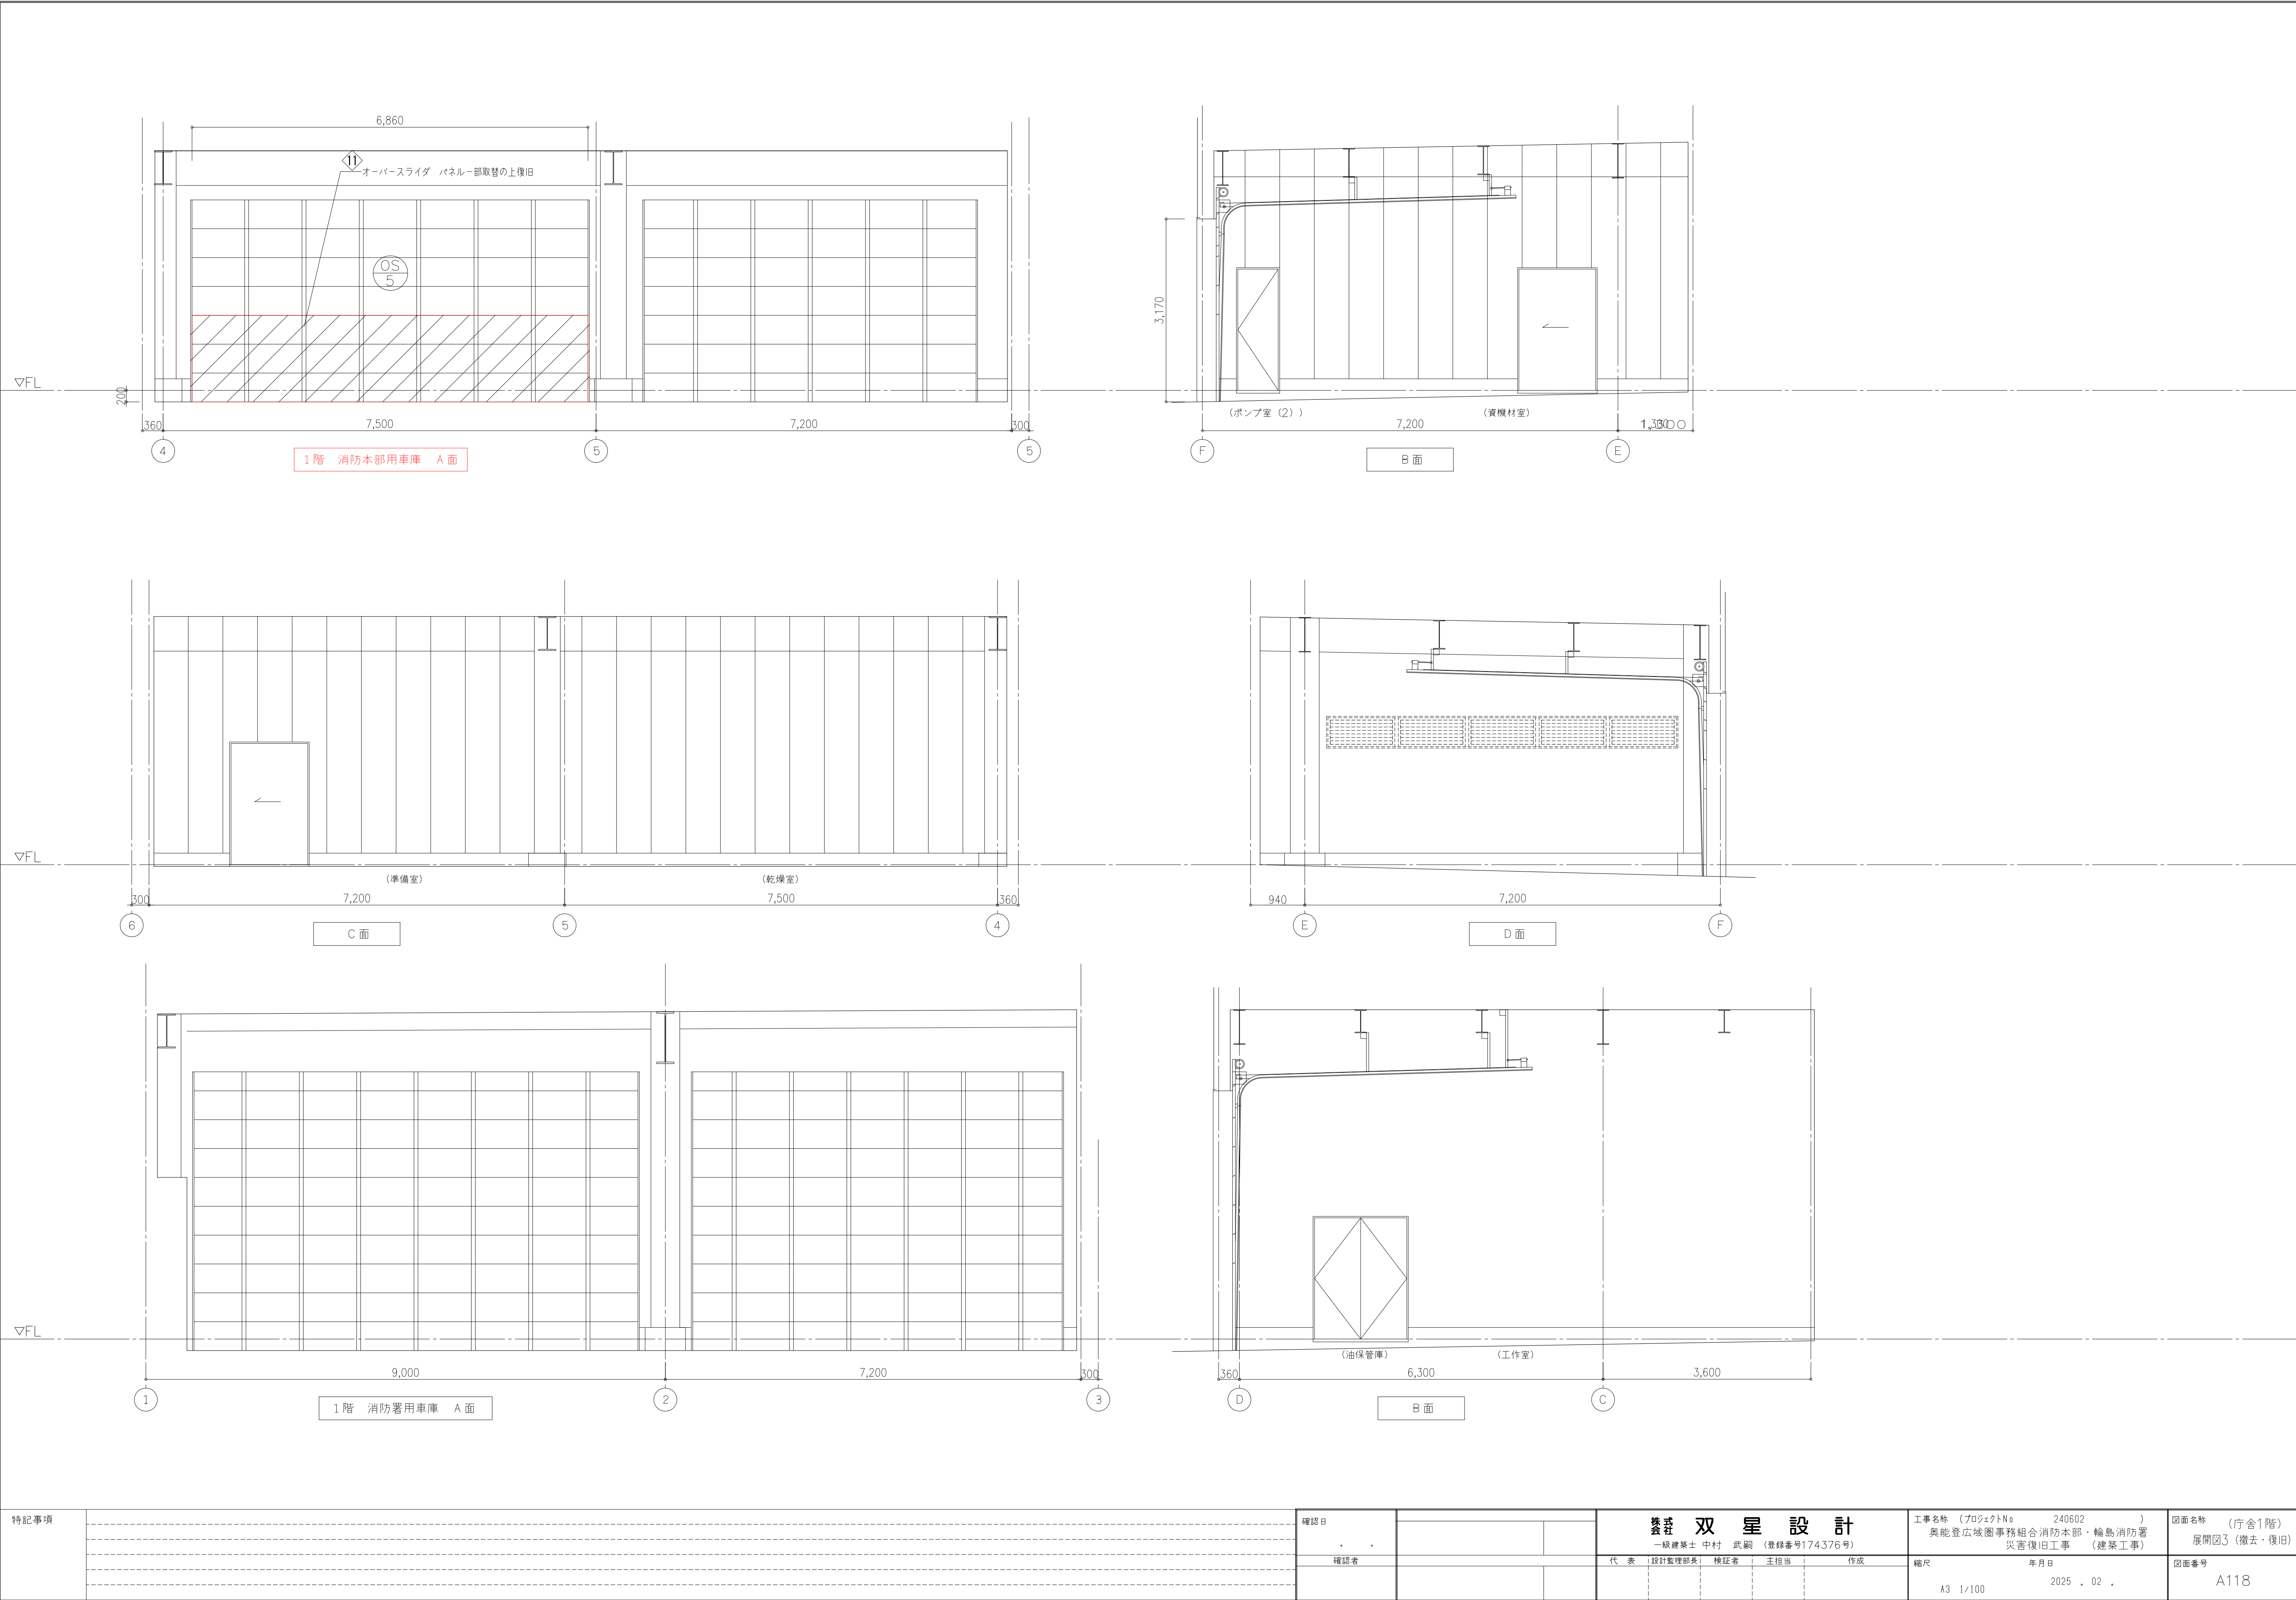 6,860
11
オーバースライダ　パネル一部取替の上復旧
OS
5
▽FL
200
360
7,500
7,200
300
4
5
5
1階　消防本部用車庫　A面
3,170
(ポンプ室（2）)
(資機材室)
7,200
F
E
B面
▽FL
(準備室)
(乾燥室)
300
7,200
7,500
360
6
5
4
C面
940
7,200
E
F
D面
▽FL
9,000
7,200
300
1
2
3
1階　消防署用車庫　A面
(油保管庫)
(工作室)
360
6,300
3,600
D
C
B面
特記事項
確認日
・　・
確認者
株式会社 双星設計
一級建築士 中村　武嗣 (登録番号174376号)
代 表　設計監理部長　検証者　主担当　作成
工事名称 (プロジェクトNo 240602 )
奥能登広域圏事務組合消防本部・輪島消防署
災害復旧工事　(建築工事)
縮尺
A3 1/100
年月日
2025 . 02 .
図面名称 (庁舎1階)
展開図3 (撤去・復旧)
図面番号
A118